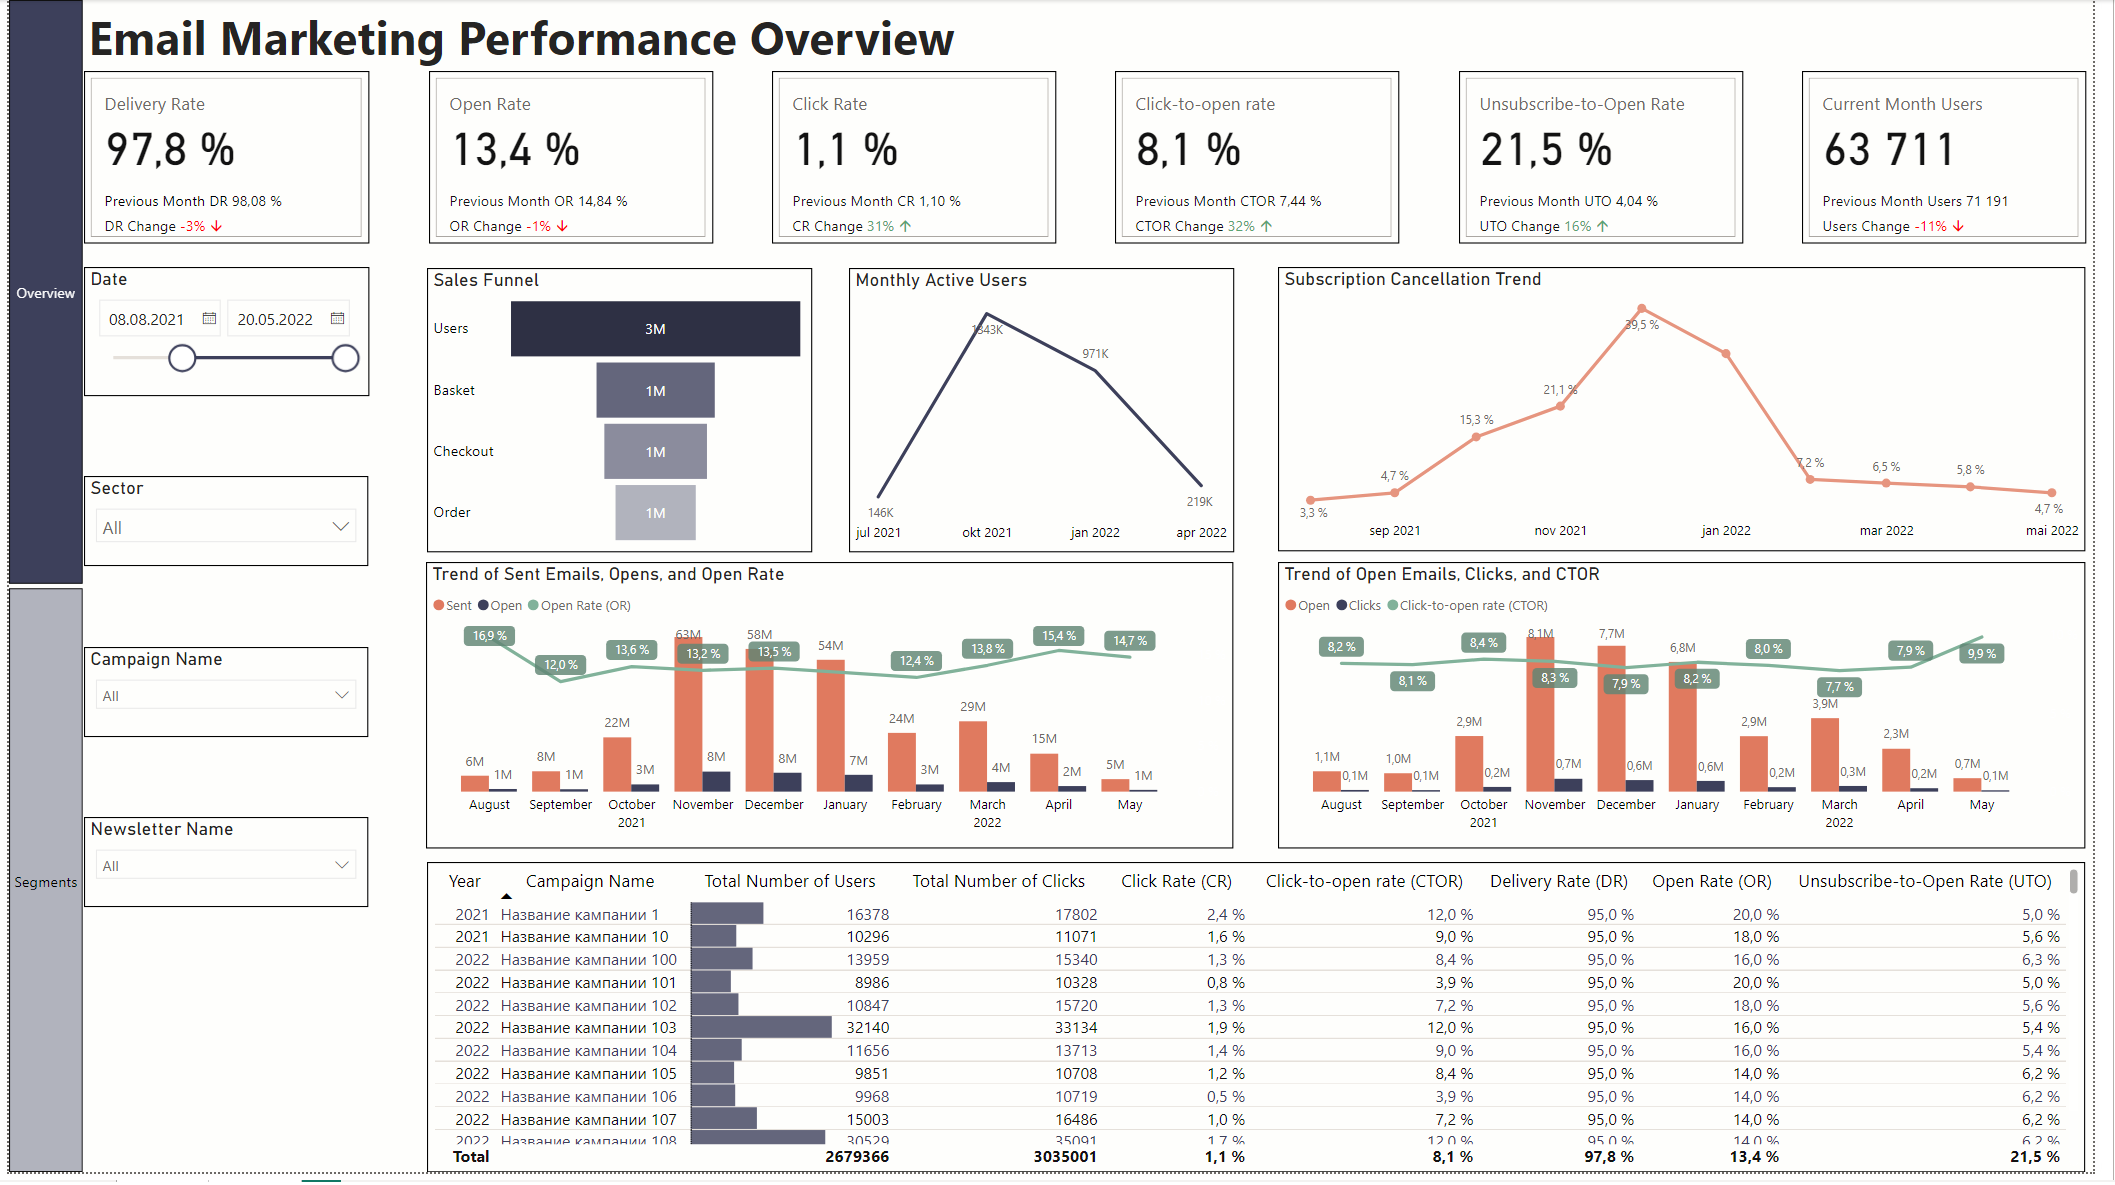 Email Marketing Performance Overview
Overview
Segments
Delivery Rate
97,8 %
Previous Month DR 98,08 %
DR Change -3% ↓
Open Rate
13,4 %
Previous Month OR 14,84 %
OR Change -1% ↓
Click Rate
1,1 %
Previous Month CR 1,10 %
CR Change 31% ↑
Click-to-open rate
8,1 %
Previous Month CTOR 7,44 %
CTOR Change 32% ↑
Unsubscribe-to-Open Rate
21,5 %
Previous Month UTO 4,04 %
UTO Change 16% ↑
Current Month Users
63 711
Previous Month Users 71 191
Users Change -11% ↓
Date
08.08.2021 20.05.2022
Sector
All
Campaign Name
All
Newsletter Name
All
Sales Funnel
Users 3M
Basket 1M
Checkout 1M
Order 1M
Monthly Active Users
1343K
971K
146K
219K
jul 2021 okt 2021 jan 2022 apr 2022
Subscription Cancellation Trend
39,5 %
21,1 %
15,3 %
4,7 %
3,3 %
7,2 %
6,5 %
5,8 %
4,7 %
sep 2021 nov 2021 jan 2022 mar 2022 mai 2022
Trend of Sent Emails, Opens, and Open Rate
Sent Open Open Rate (OR)
16,9 % 12,0 % 13,6 % 13,2 % 13,5 % 12,4 % 13,8 % 15,4 % 14,7 %
6M 1M 8M 1M 22M 3M 63M 8M 58M 8M 54M 7M 24M 3M 29M 4M 15M 2M 5M 1M
August September October November December January February March April May
2021 2022
Trend of Open Emails, Clicks, and CTOR
Open Clicks Click-to-open rate (CTOR)
8,2 % 8,1 % 8,4 % 8,3 % 7,9 % 8,2 % 8,0 % 7,7 % 7,9 % 9,9 %
1,1M 0,1M 1,0M 0,1M 2,9M 0,2M 8,1M 0,7M 7,7M 0,6M 6,8M 0,6M 2,9M 0,2M 3,9M 0,3M 2,3M 0,2M 0,7M 0,1M
August September October November December January February March April May
2021 2022
Year Campaign Name Total Number of Users Total Number of Clicks Click Rate (CR) Click-to-open rate (CTOR) Delivery Rate (DR) Open Rate (OR) Unsubscribe-to-Open Rate (UTO)
2021 Название кампании 1 16378 17802 2,4 % 12,0 % 95,0 % 20,0 % 5,0 %
2021 Название кампании 10 10296 11071 1,6 % 9,0 % 95,0 % 18,0 % 5,6 %
2022 Название кампании 100 13959 15340 1,3 % 8,4 % 95,0 % 16,0 % 6,3 %
2022 Название кампании 101 8986 10328 0,8 % 3,9 % 95,0 % 20,0 % 5,0 %
2022 Название кампании 102 10847 15720 1,3 % 7,2 % 95,0 % 18,0 % 5,6 %
2022 Название кампании 103 32140 33134 1,9 % 12,0 % 95,0 % 16,0 % 5,4 %
2022 Название кампании 104 11656 13713 1,4 % 9,0 % 95,0 % 16,0 % 5,4 %
2022 Название кампании 105 9851 10708 1,2 % 8,4 % 95,0 % 14,0 % 6,2 %
2022 Название кампании 106 9968 10719 0,5 % 3,9 % 95,0 % 14,0 % 6,2 %
2022 Название кампании 107 15003 16486 1,0 % 7,2 % 95,0 % 14,0 % 6,2 %
2022 Название кампании 108 30529 35091 1,7 % 12,0 % 95,0 % 14,0 % 6,2 %
Total 2679366 3035001 1,1 % 8,1 % 97,8 % 13,4 % 21,5 %